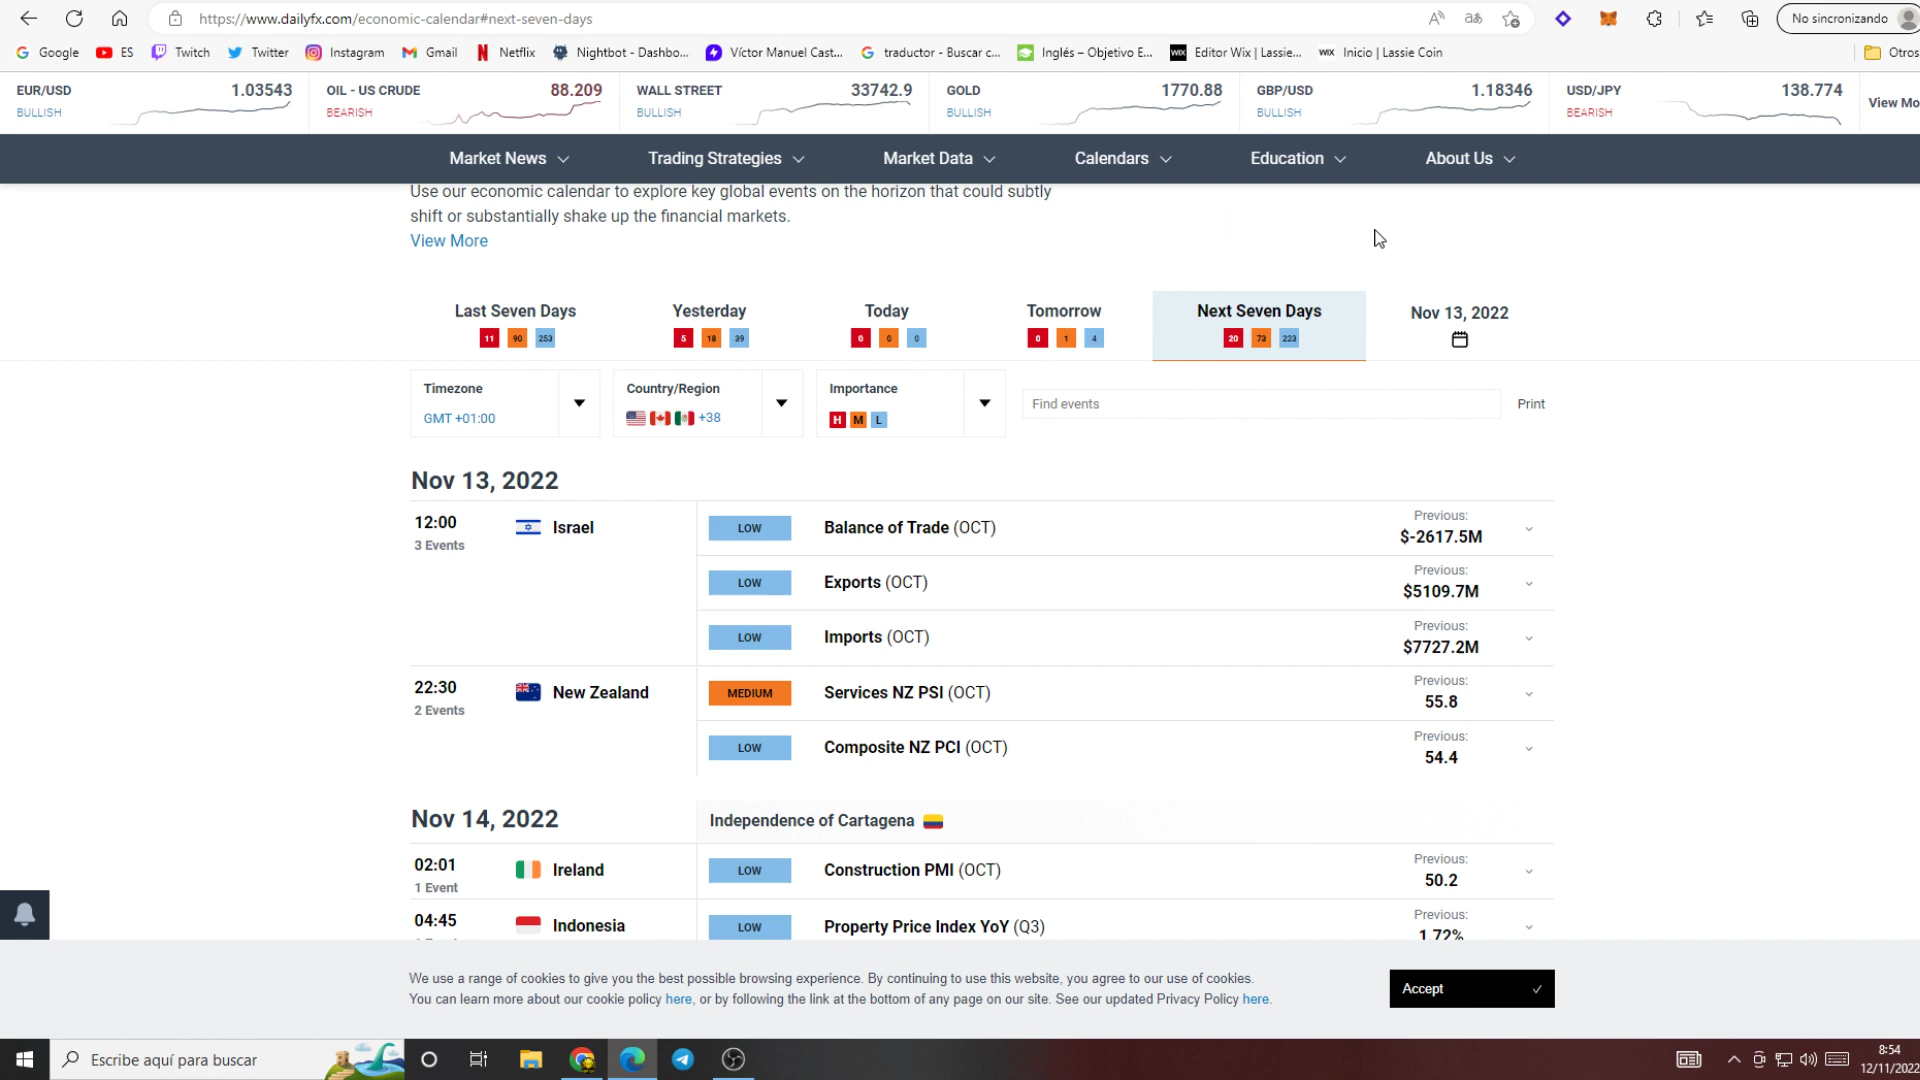 https://www.dailyfx.com/economic-calendar#next-seven-days
No sincronizando
Google ES Twitch Twitter Instagram Gmail Netflix Nightbot - Dashbo... Víctor Manuel Cast... traductor - Buscar c... Inglés – Objetivo E... Editor Wix | Lassie... Inicio | Lassie Coin Otros
EUR/USD 1.03543 OIL - US CRUDE 88.209 WALL STREET 33742.9 GOLD 1770.88 GBP/USD 1.18346 USD/JPY 138.774 View Mo
BULLISH BEARISH BULLISH BULLISH BULLISH BEARISH
Market News Trading Strategies Market Data Calendars Education About Us
Use our economic calendar to explore key global events on the horizon that could subtly
shift or substantially shake up the financial markets.
View More
Last Seven Days Yesterday Today Tomorrow Next Seven Days Nov 13, 2022
11 90 253 5 18 39 0 0 0 0 1 4 20 73 223
Timezone Country/Region Importance
GMT +01:00 +38 H M L Find events Print
Nov 13, 2022
12:00 Israel LOW Balance of Trade (OCT) Previous:
3 Events $-2617.5M
LOW Exports (OCT) Previous:
$5109.7M
LOW Imports (OCT) Previous:
$7727.2M
22:30 New Zealand MEDIUM Services NZ PSI (OCT) Previous:
2 Events 55.8
LOW Composite NZ PCI (OCT) Previous:
54.4
Nov 14, 2022 Independence of Cartagena
02:01 Ireland LOW Construction PMI (OCT) Previous:
1 Event 50.2
04:45 Indonesia LOW Property Price Index YoY (Q3) Previous:
1.72%
We use a range of cookies to give you the best possible browsing experience. By continuing to use this website, you agree to our use of cookies.
You can learn more about our cookie policy here, or by following the link at the bottom of any page on our site. See our updated Privacy Policy here.
Accept
Escribe aquí para buscar
8:54
12/11/2022